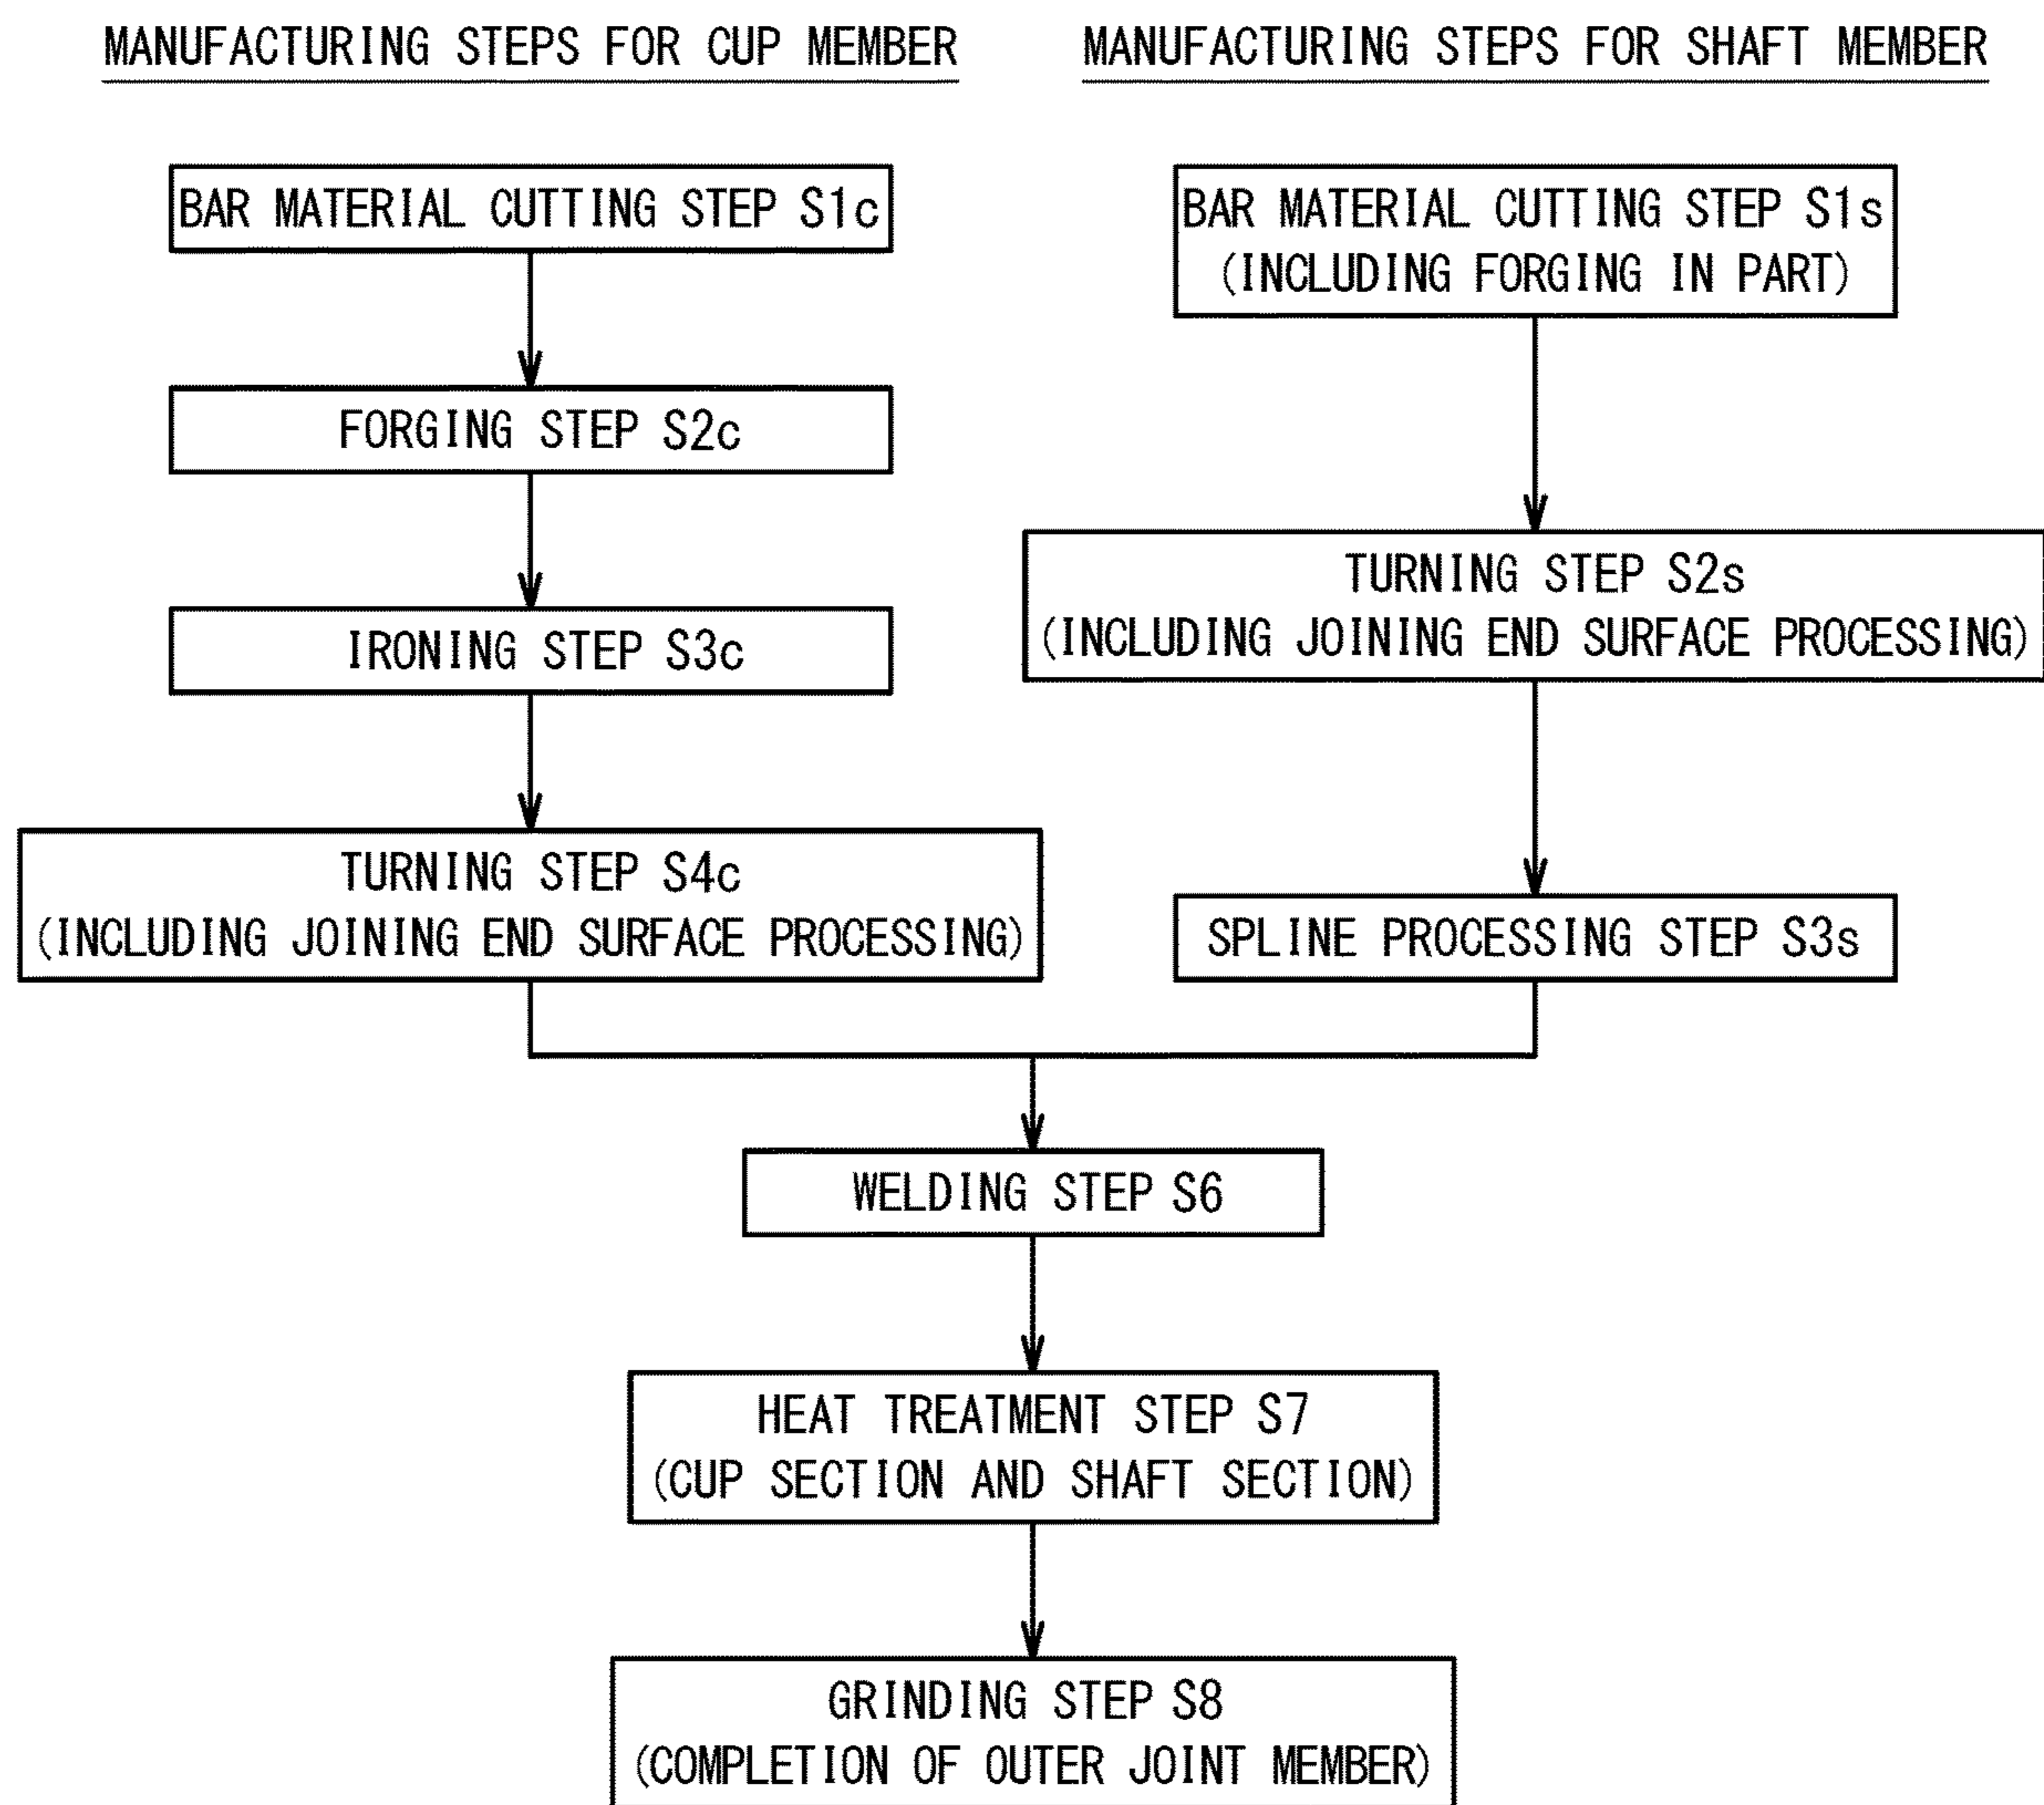 MANUFACTURING STEPS FOR CUP MEMBER
BAR MATERIAL CUTTING STEP S1c
FORGING STEP S2c
IRONING STEP S3c
TURNING STEP S4c
(INCLUDING JOINING END SURFACE PROCESSING)
MANUFACTURING STEPS FOR SHAFT MEMBER
BAR MATERIAL CUTTING STEP S1s
(INCLUDING FORGING IN PART)
TURNING STEP S2s
(INCLUDING JOINING END SURFACE PROCESSING)
SPLINE PROCESSING STEP S3s
WELDING STEP S6
HEAT TREATMENT STEP S7
(CUP SECTION AND SHAFT SECTION)
GRINDING STEP S8
(COMPLETION OF OUTER JOINT MEMBER)